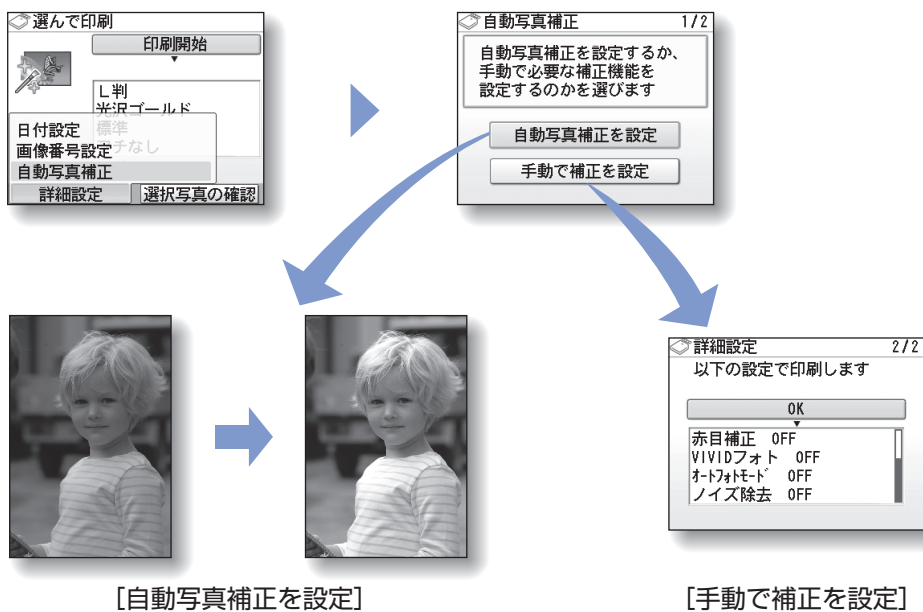 選んで印刷
印刷開始
L判
光沢ゴールド
標準
チなし
日付設定
画像番号設定
自動写真補正
詳細設定
選択写真の確認
自動写真補正 1/2
自動写真補正を設定するか、
手動で必要な補正機能を
設定するのかを選びます
自動写真補正を設定
手動で補正を設定
詳細設定 2/2
以下の設定で印刷します
OK
赤目補正 OFF
VIVIDフォト OFF
ｵｰﾄﾌｫﾄﾓｰﾄﾞ OFF
ノイズ除去 OFF
[自動写真補正を設定]
[手動で補正を設定]